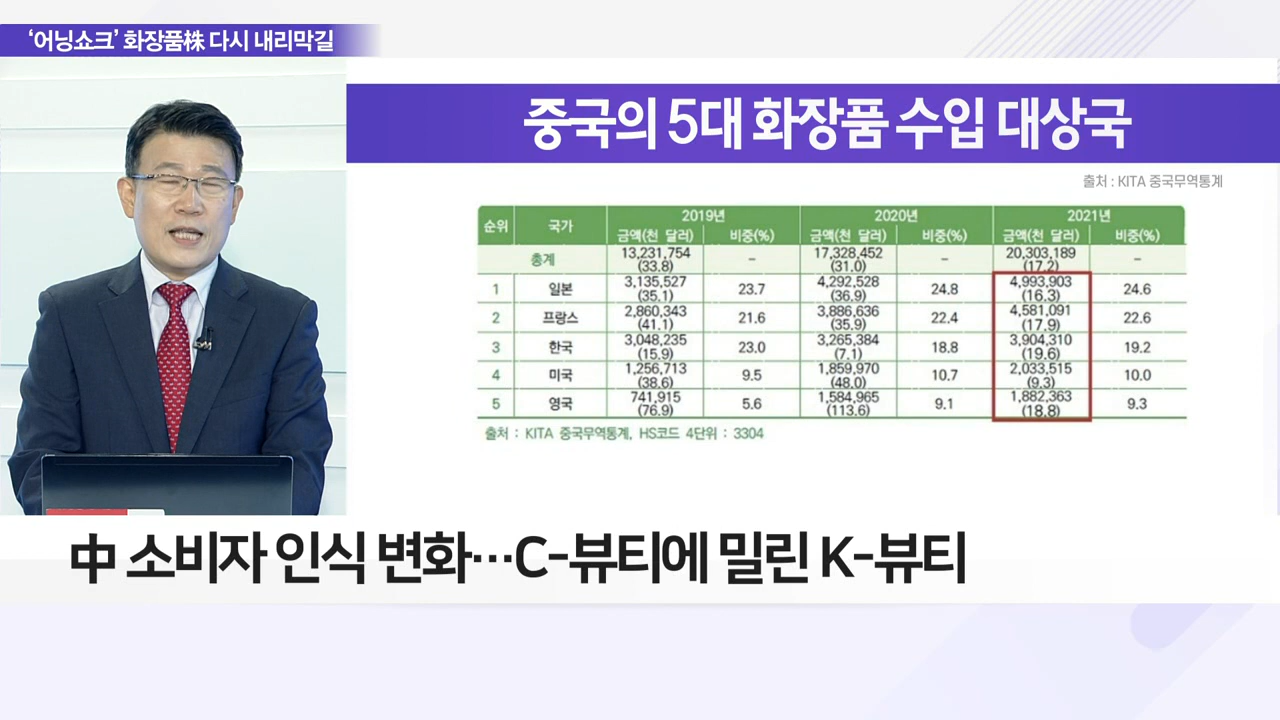 ‘어닝쇼크’ 화장품株 다시 내리막길
중국의 5대 화장품 수입 대상국
출처 : KITA 중국무역통계
순위 국가 2019년 2020년 2021년
금액(천 달러) 비중(%) 금액(천 달러) 비중(%) 금액(천 달러) 비중(%)
총계 13,231,754 (33.8) – 17,328,452 (31.0) – 20,303,189 (17.2) –
1 일본 3,135,527 (35.1) 23.7 4,292,528 (36.9) 24.8 4,993,903 (16.3) 24.6
2 프랑스 2,860,343 (41.1) 21.6 3,886,636 (35.9) 22.4 4,581,091 (17.9) 22.6
3 한국 3,048,235 (15.9) 23.0 3,265,384 (7.1) 18.8 3,904,310 (19.6) 19.2
4 미국 1,256,713 (38.6) 9.5 1,859,970 (48.0) 10.7 2,033,515 (9.3) 10.0
5 영국 741,915 (76.9) 5.6 1,584,965 (113.6) 9.1 1,882,363 (18.8) 9.3
출처 : KITA 중국무역통계, HS코드 4단위 : 3304
中 소비자 인식 변화…C-뷰티에 밀린 K-뷰티